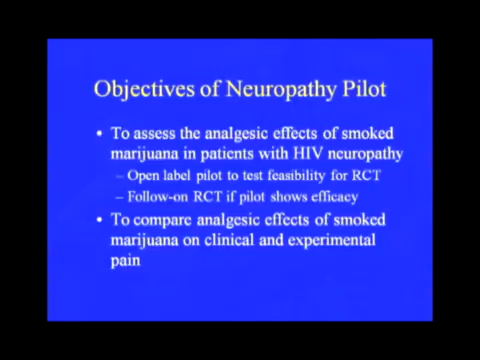 Objectives of Neuropathy Pilot
• To assess the analgesic effects of smoked
marijuana in patients with HIV neuropathy
– Open label pilot to test feasibility for RCT
– Follow-on RCT if pilot shows efficacy
• To compare analgesic effects of smoked
marijuana on clinical and experimental
pain